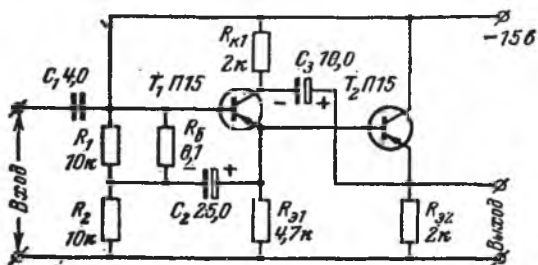 Rк1
2к
C3 10,0
–15в
C1 4,0
T1 П15
T2 П15
–
+
R1
10к
Rб
8,1
–
+
C2 25,0
Вход
R2
10к
Rэ1
4,7к
Rэ2
2к
Выход